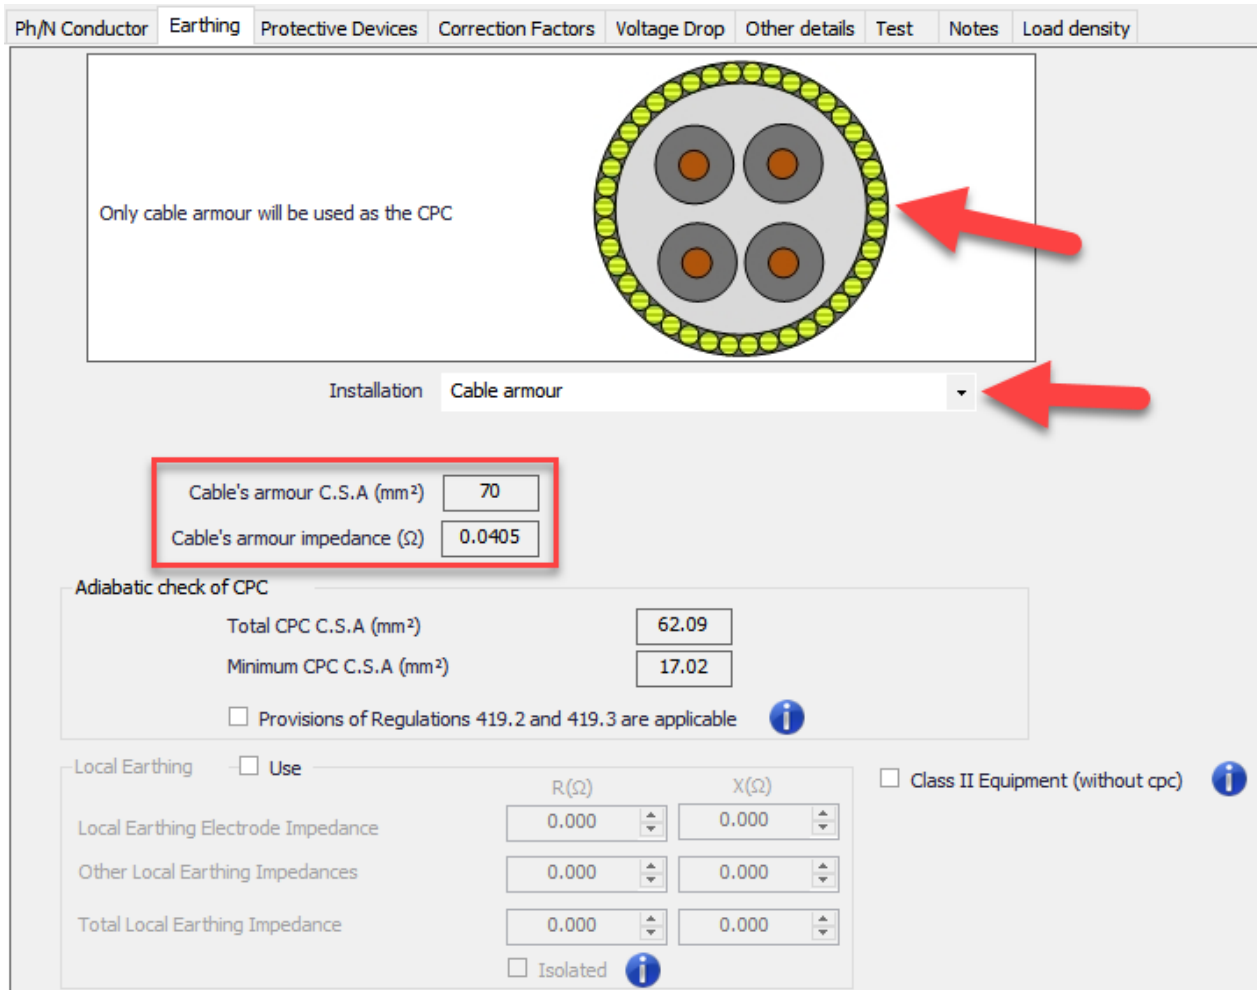 Ph/N Conductor Earthing Protective Devices Correction Factors Voltage Drop Other details Test Notes Load density
Only cable armour will be used as the CPC
Installation Cable armour
Cable's armour C.S.A (mm²) 70
Cable's armour impedance (Ω) 0.0405
Adiabatic check of CPC
Total CPC C.S.A (mm²) 62.09
Minimum CPC C.S.A (mm²) 17.02
Provisions of Regulations 419.2 and 419.3 are applicable i
Local Earthing Use
Class II Equipment (without cpc) i
R(Ω) X(Ω)
Local Earthing Electrode Impedance 0.000 0.000
Other Local Earthing Impedances 0.000 0.000
Total Local Earthing Impedance 0.000 0.000
Isolated i